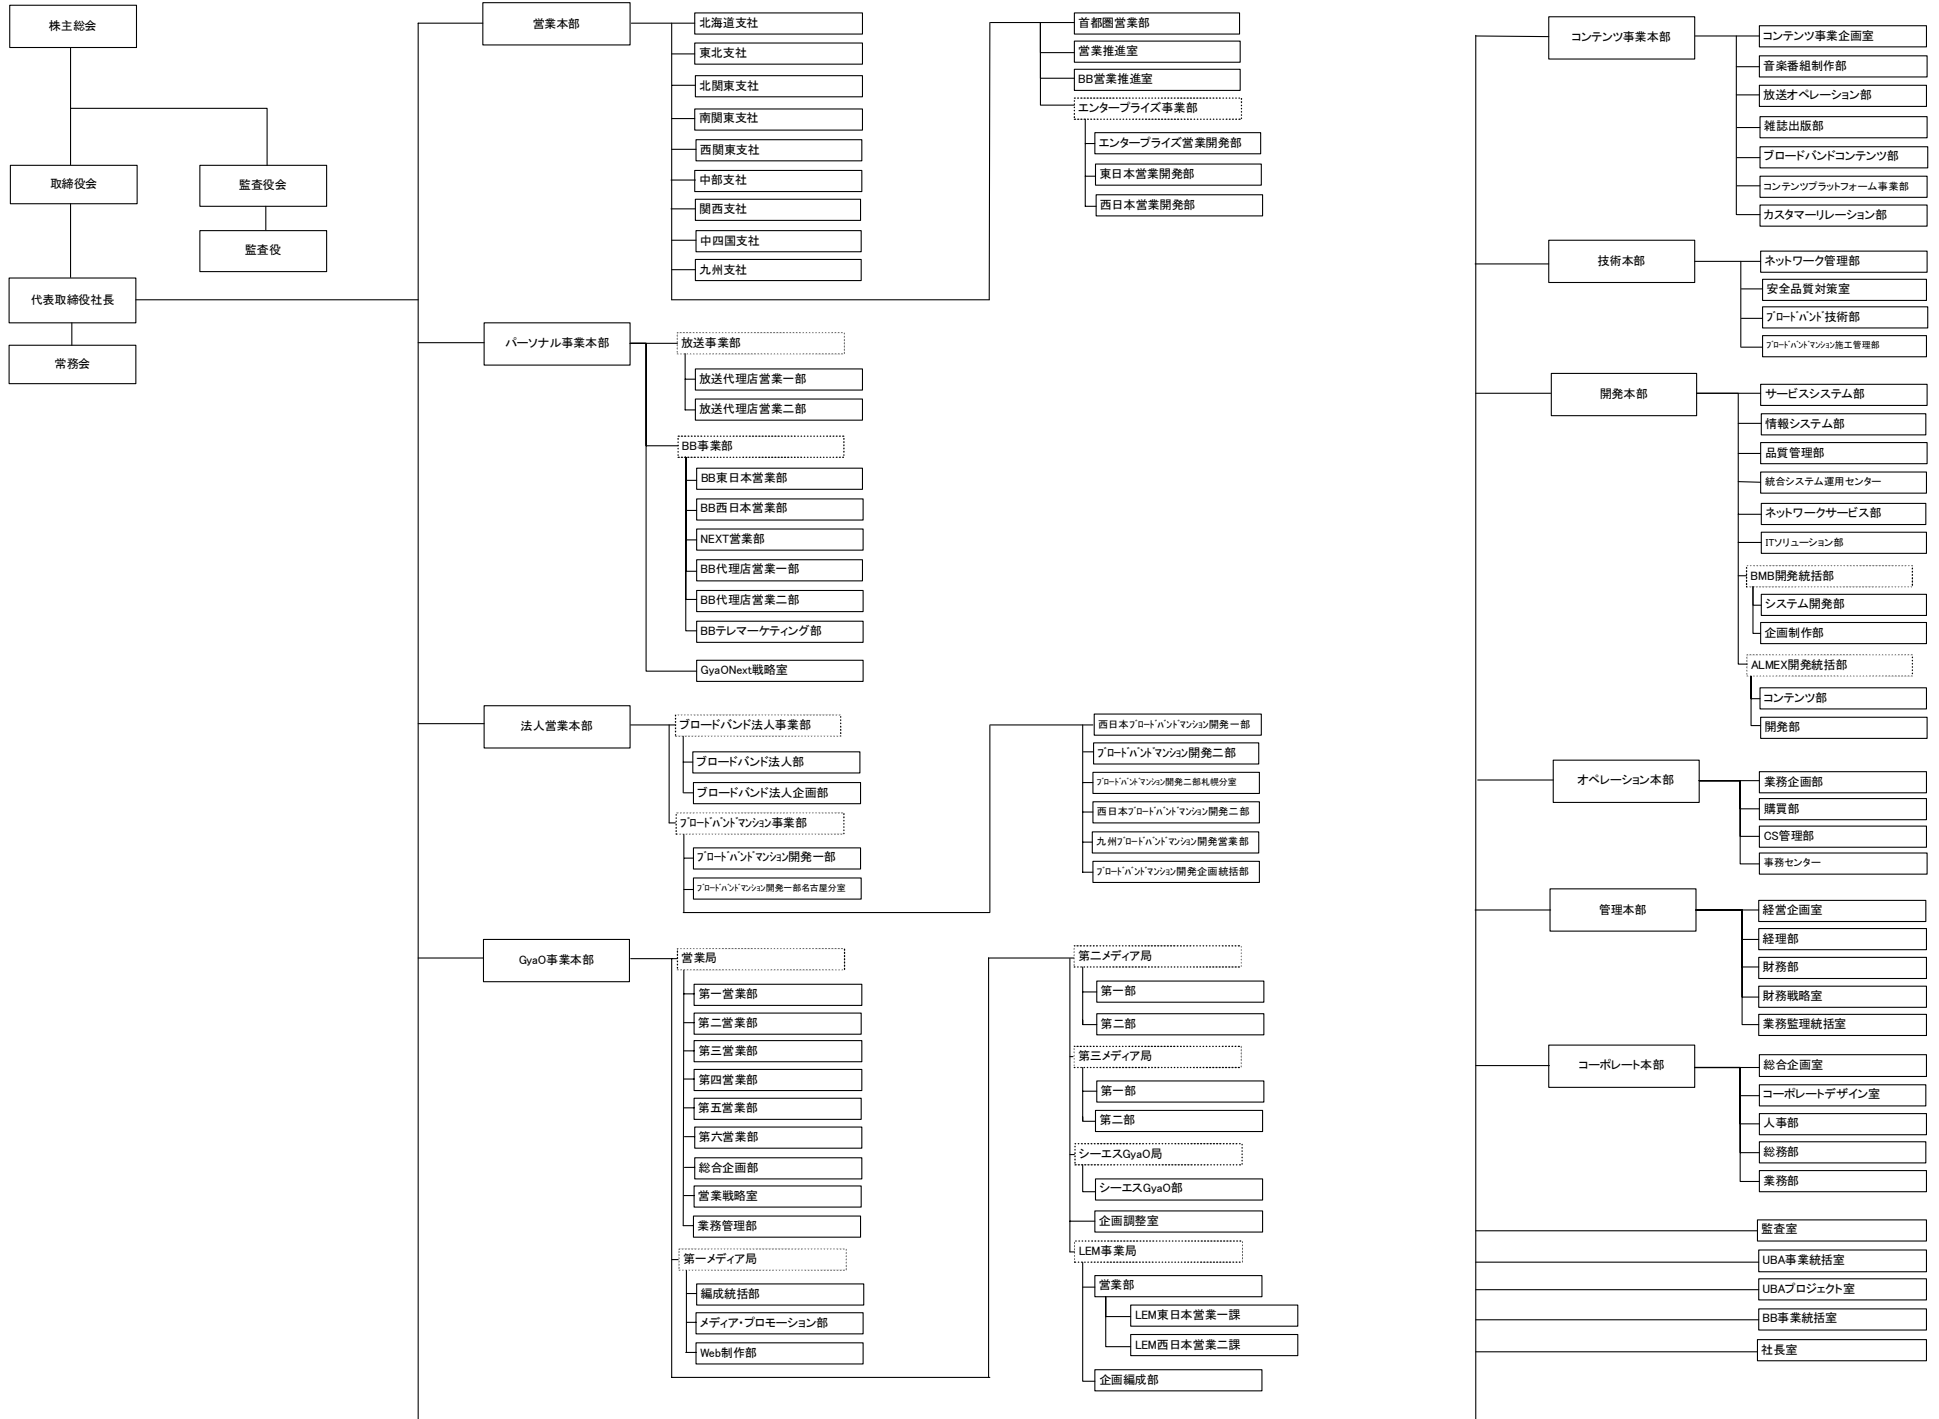 株主総会
取締役会
監査役会
監査役
代表取締役社長
常務会
営業本部
北海道支社
東北支社
北関東支社
南関東支社
西関東支社
中部支社
関西支社
中四国支社
九州支社
首都圏営業部
営業推進室
BB営業推進室
エンタープライズ事業部
エンタープライズ営業開発部
東日本営業開発部
西日本営業開発部
パーソナル事業本部
放送事業部
放送代理店営業一部
放送代理店営業二部
BB事業部
BB東日本営業部
BB西日本営業部
NEXT営業部
BB代理店営業一部
BB代理店営業二部
BBテレマーケティング部
GyaONext戦略室
法人営業本部
ブロードバンド法人事業部
ブロードバンド法人部
ブロードバンド法人企画部
ブロードバンドマンション事業部
ブロードバンドマンション開発一部
ブロードバンドマンション開発一部名古屋分室
西日本ブロードバンドマンション開発一部
ブロードバンドマンション開発二部
ブロードバンドマンション開発二部札幌分室
西日本ブロードバンドマンション開発二部
九州ブロードバンドマンション開発営業部
ブロードバンドマンション開発企画統括部
GyaO事業本部
営業局
第一営業部
第二営業部
第三営業部
第四営業部
第五営業部
第六営業部
総合企画部
営業戦略室
業務管理部
第一メディア局
編成統括部
メディア・プロモーション部
Web制作部
第二メディア局
第一部
第二部
第三メディア局
第一部
第二部
シーエスGyaO局
シーエスGyaO部
企画調整室
LEM事業局
営業部
LEM東日本営業一課
LEM西日本営業二課
企画編成部
コンテンツ事業本部
コンテンツ事業企画室
音楽番組制作部
放送オペレーション部
雑誌出版部
ブロードバンドコンテンツ部
コンテンツプラットフォーム事業部
カスタマーリレーション部
技術本部
ネットワーク管理部
安全品質対策室
ブロードバンド技術部
ブロードバンドマンション施工管理部
開発本部
サービスシステム部
情報システム部
品質管理部
統合システム運用センター
ネットワークサービス部
ITソリューション部
BMB開発統括部
システム開発部
企画制作部
ALMEX開発統括部
コンテンツ部
開発部
オペレーション本部
業務企画部
購買部
CS管理部
事務センター
管理本部
経営企画室
経理部
財務部
財務戦略室
業務監理統括室
コーポレート本部
総合企画室
コーポレートデザイン室
人事部
総務部
業務部
監査室
UBA事業統括室
UBAプロジェクト室
BB事業統括室
社長室